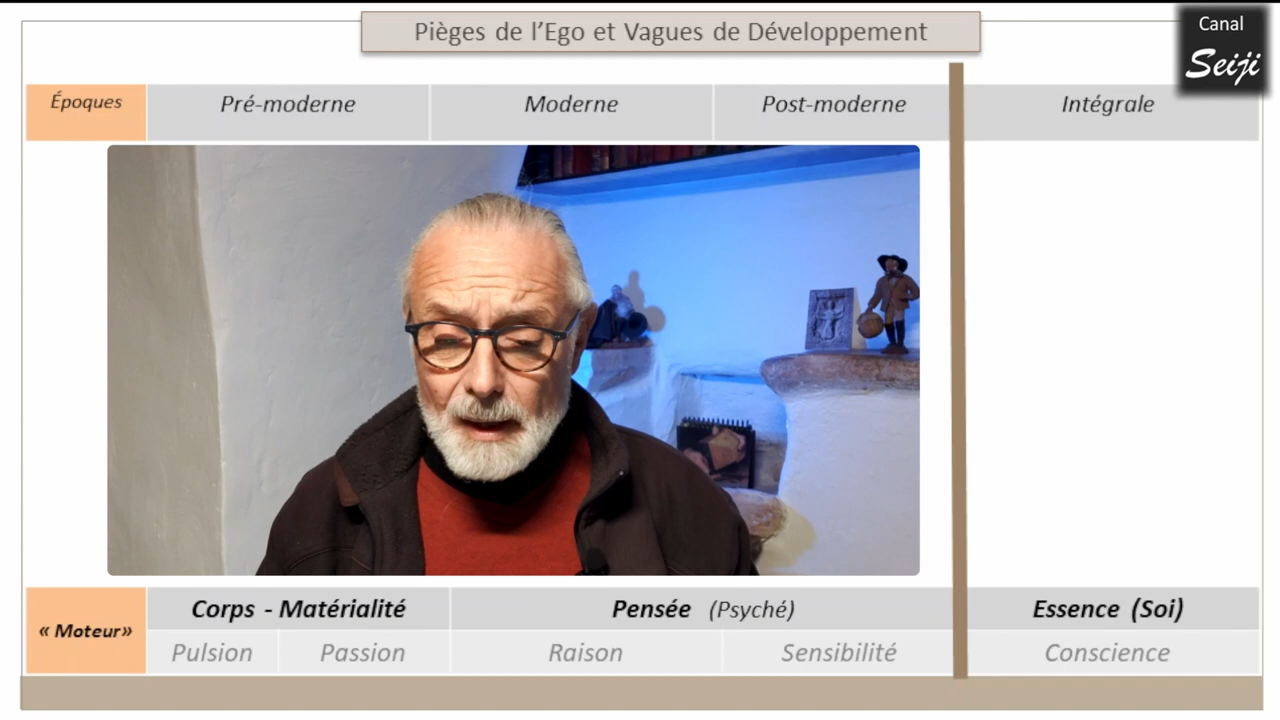 Pièges de l’Ego et Vagues de Développement
Canal
Seiji
Époques
Pré-moderne
Moderne
Post-moderne
Intégrale
« Moteur»
Corps - Matérialité
Pensée (Psyché)
Essence (Soi)
Pulsion
Passion
Raison
Sensibilité
Conscience